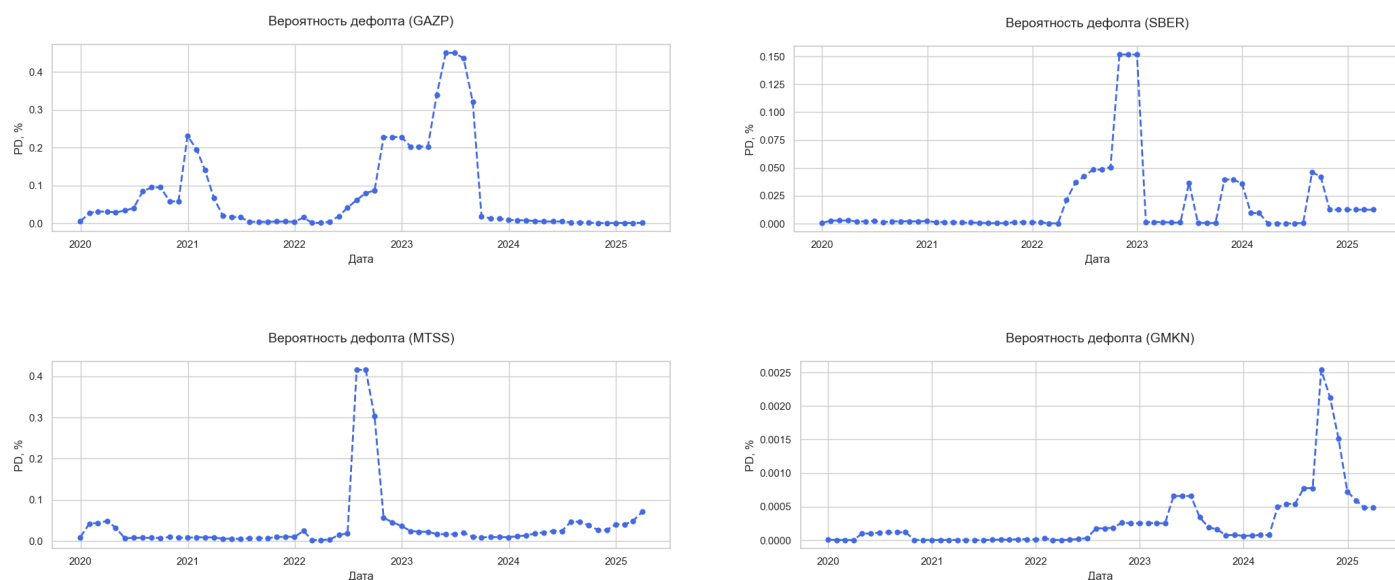 Вероятность дефолта (GAZP)
PD, %
0.4
0.3
0.2
0.1
0.0
2020 2021 2022 2023 2024 2025
Дата
Вероятность дефолта (SBER)
PD, %
0.150
0.125
0.100
0.075
0.050
0.025
0.000
2020 2021 2022 2023 2024 2025
Дата
Вероятность дефолта (MTSS)
PD, %
0.4
0.3
0.2
0.1
0.0
2020 2021 2022 2023 2024 2025
Дата
Вероятность дефолта (GMKN)
PD, %
0.0025
0.0020
0.0015
0.0010
0.0005
0.0000
2020 2021 2022 2023 2024 2025
Дата